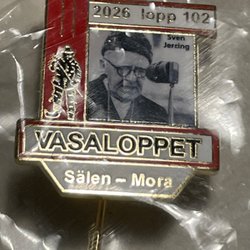 2026 lopp 102
Sven
Jerring
VASALOPPET
Sälen – Mora